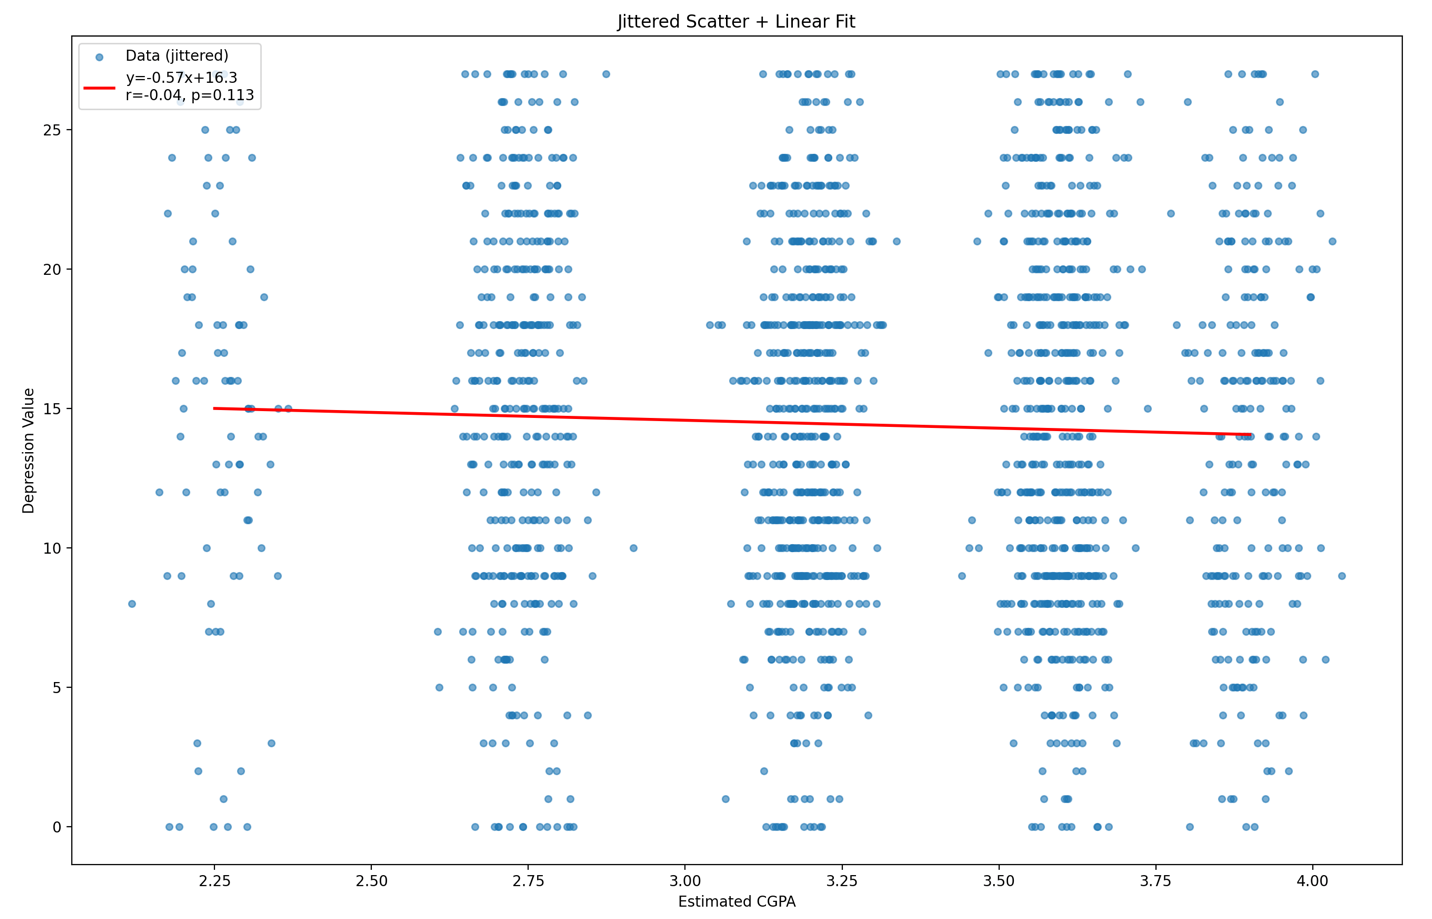 Jittered Scatter + Linear Fit
Data (jittered)
y=-0.57x+16.3
r=-0.04, p=0.113
25
20
15
10
5
0
Depression Value
2.25 2.50 2.75 3.00 3.25 3.50 3.75 4.00
Estimated CGPA